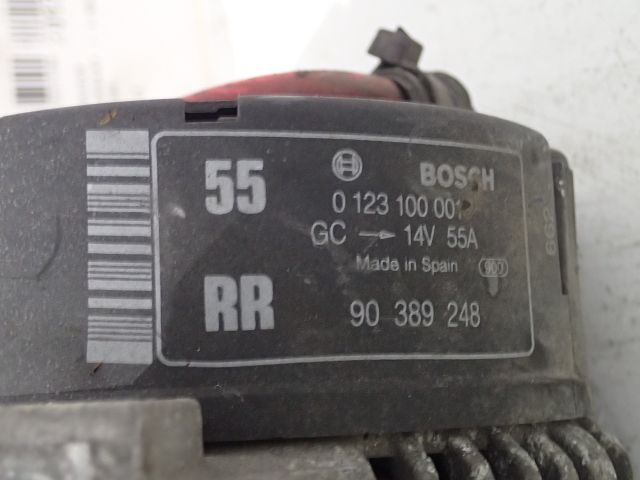 55
BOSCH
0 123 100 001
GC → 14V 55A
Made in Spain
RR
90 389 248